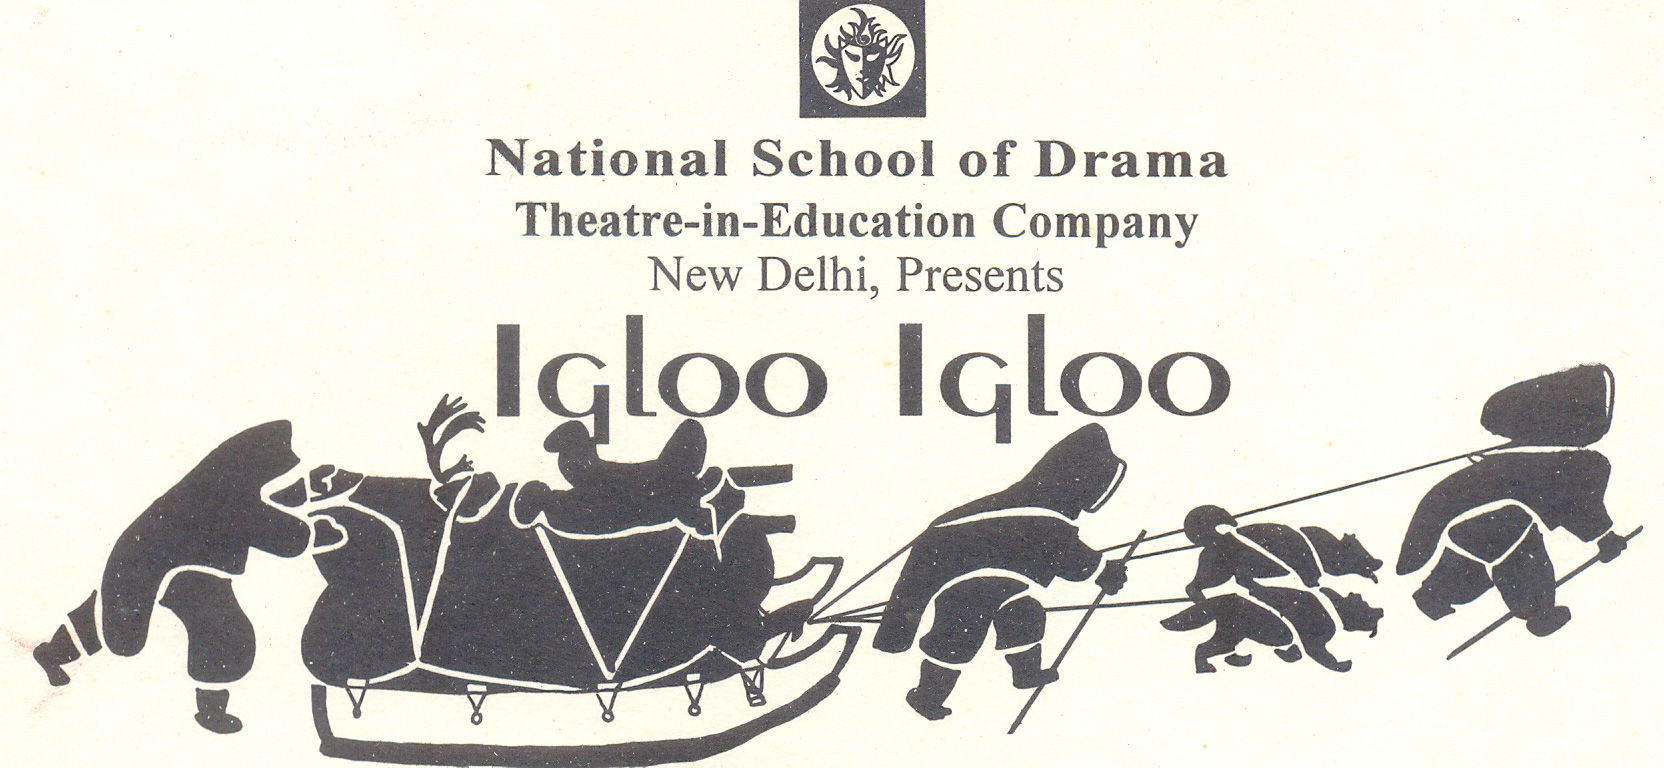 National School of Drama
Theatre-in-Education Company
New Delhi, Presents
Igloo Igloo